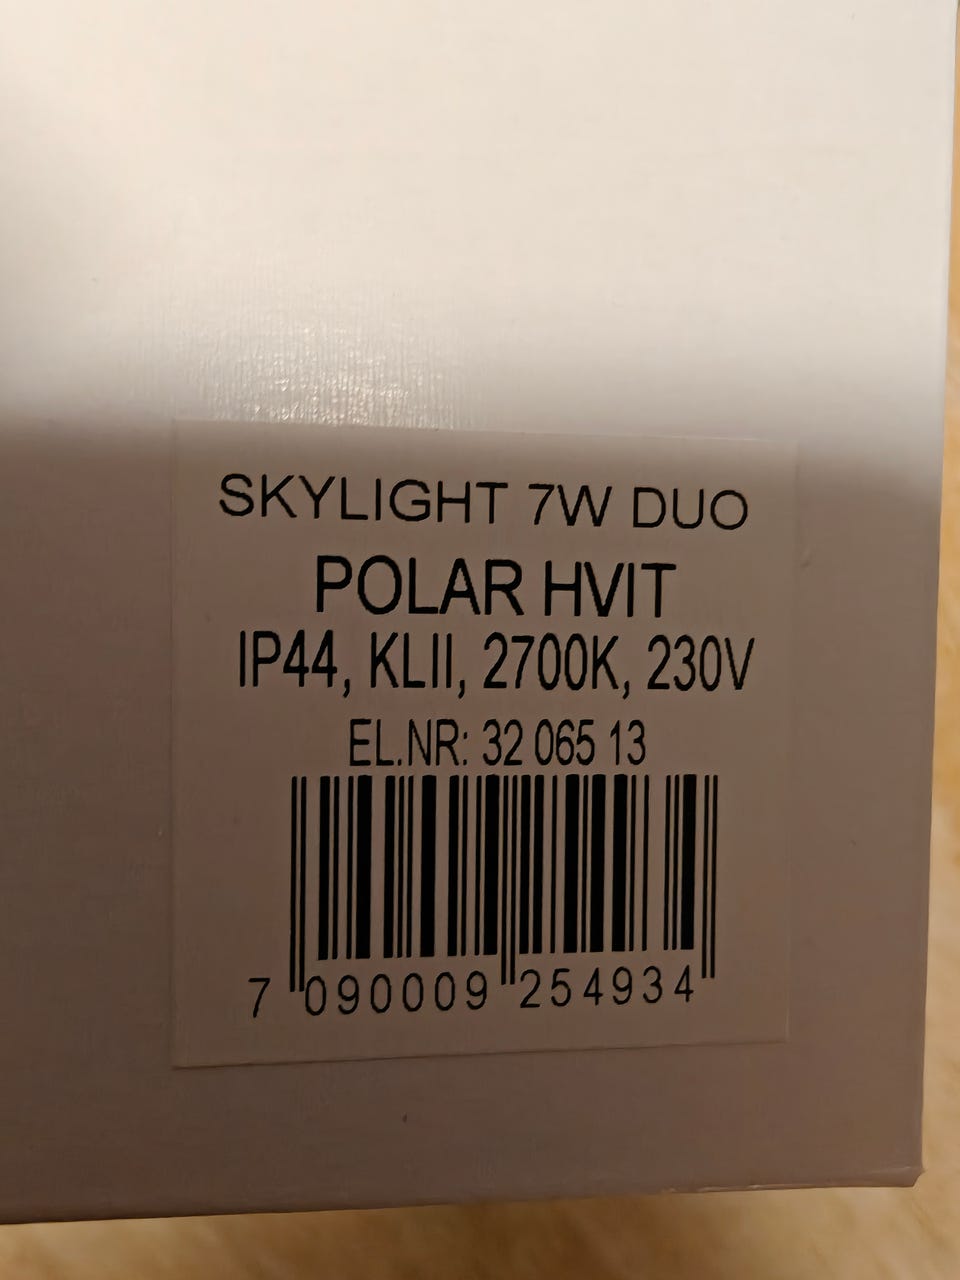 SKYLIGHT 7W DUO
POLAR HVIT
IP44, KLII, 2700K, 230V
EL.NR: 32 065 13
7 090009 254934